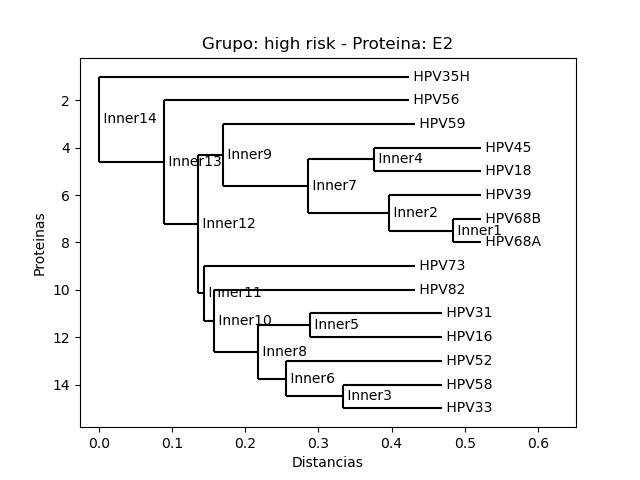 Grupo: high risk - Proteina: E2
HPV35H
2
HPV56
Inner14
HPV59
4
HPV45
Inner9
Inner4
Inner13
HPV18
Inner7
6
HPV39
Inner2
HPV68B
Inner12
Inner1
Proteinas
8
HPV68A
HPV73
10
HPV82
Inner11
HPV31
Inner10
Inner5
12
HPV16
Inner8
HPV52
Inner6
14
HPV58
Inner3
HPV33
0.0 0.1 0.2 0.3 0.4 0.5 0.6
Distancias